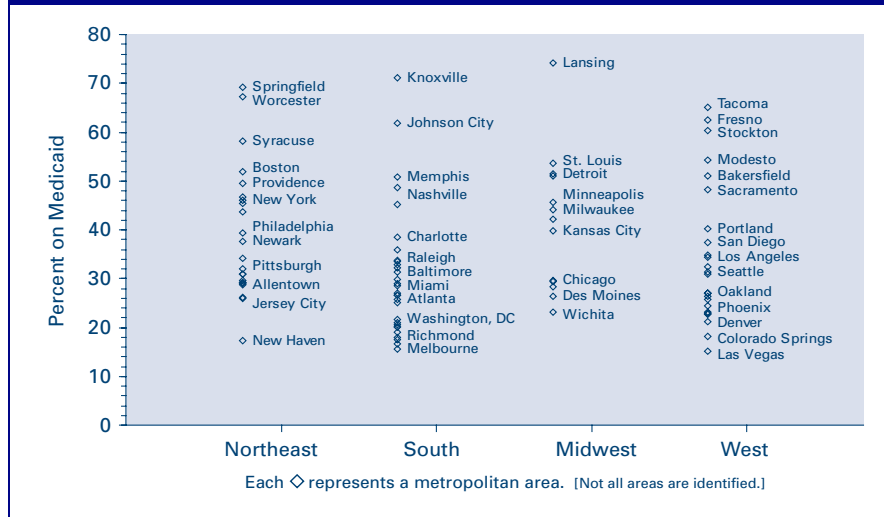 80
70
60
50
40
30
20
10
0
Percent on Medicaid
Springfield
Worcester
Syracuse
Boston
Providence
New York
Philadelphia
Newark
Pittsburgh
Allentown
Jersey City
New Haven
Knoxville
Johnson City
Memphis
Nashville
Charlotte
Raleigh
Baltimore
Miami
Atlanta
Washington, DC
Richmond
Melbourne
Lansing
St. Louis
Detroit
Minneapolis
Milwaukee
Kansas City
Chicago
Des Moines
Wichita
Tacoma
Fresno
Stockton
Modesto
Bakersfield
Sacramento
Portland
San Diego
Los Angeles
Seattle
Oakland
Phoenix
Denver
Colorado Springs
Las Vegas
Northeast South Midwest West
Each ◇ represents a metropolitan area. [Not all areas are identified.]